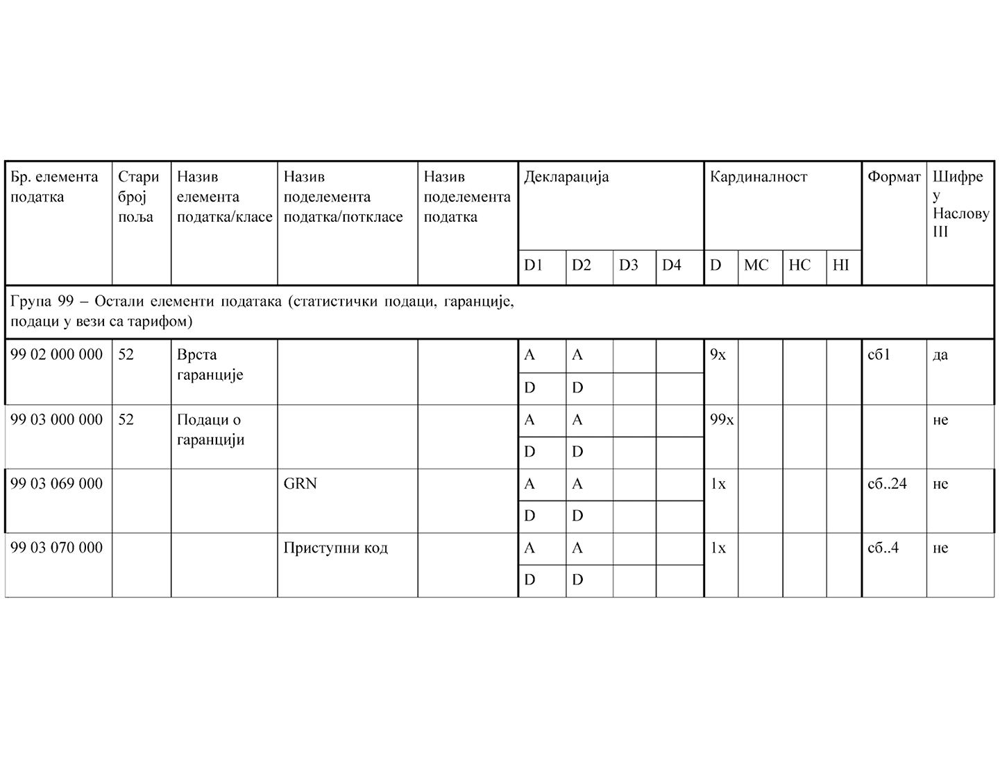 Бр. елемента
податка
Стари
број
поља
Назив
елемента
податка/класе
Назив
поделемента
податка/поткласе
Назив
поделемента
податка
Декларација
Кардиналност
Формат
Шифре
у
Наслову
III
D1 D2 D3 D4 D MC HC HI
Група 99 – Остали елементи података (статистички подаци, гаранције,
подаци у вези са тарифом)
99 02 000 000 52 Врста A A 9x сб1 да
гаранције
D D
99 03 000 000 52 Подаци о A A 99x не
гаранцији
D D
99 03 069 000 GRN A A 1x сб..24 не
D D
99 03 070 000 Приступни код A A 1x сб..4 не
D D